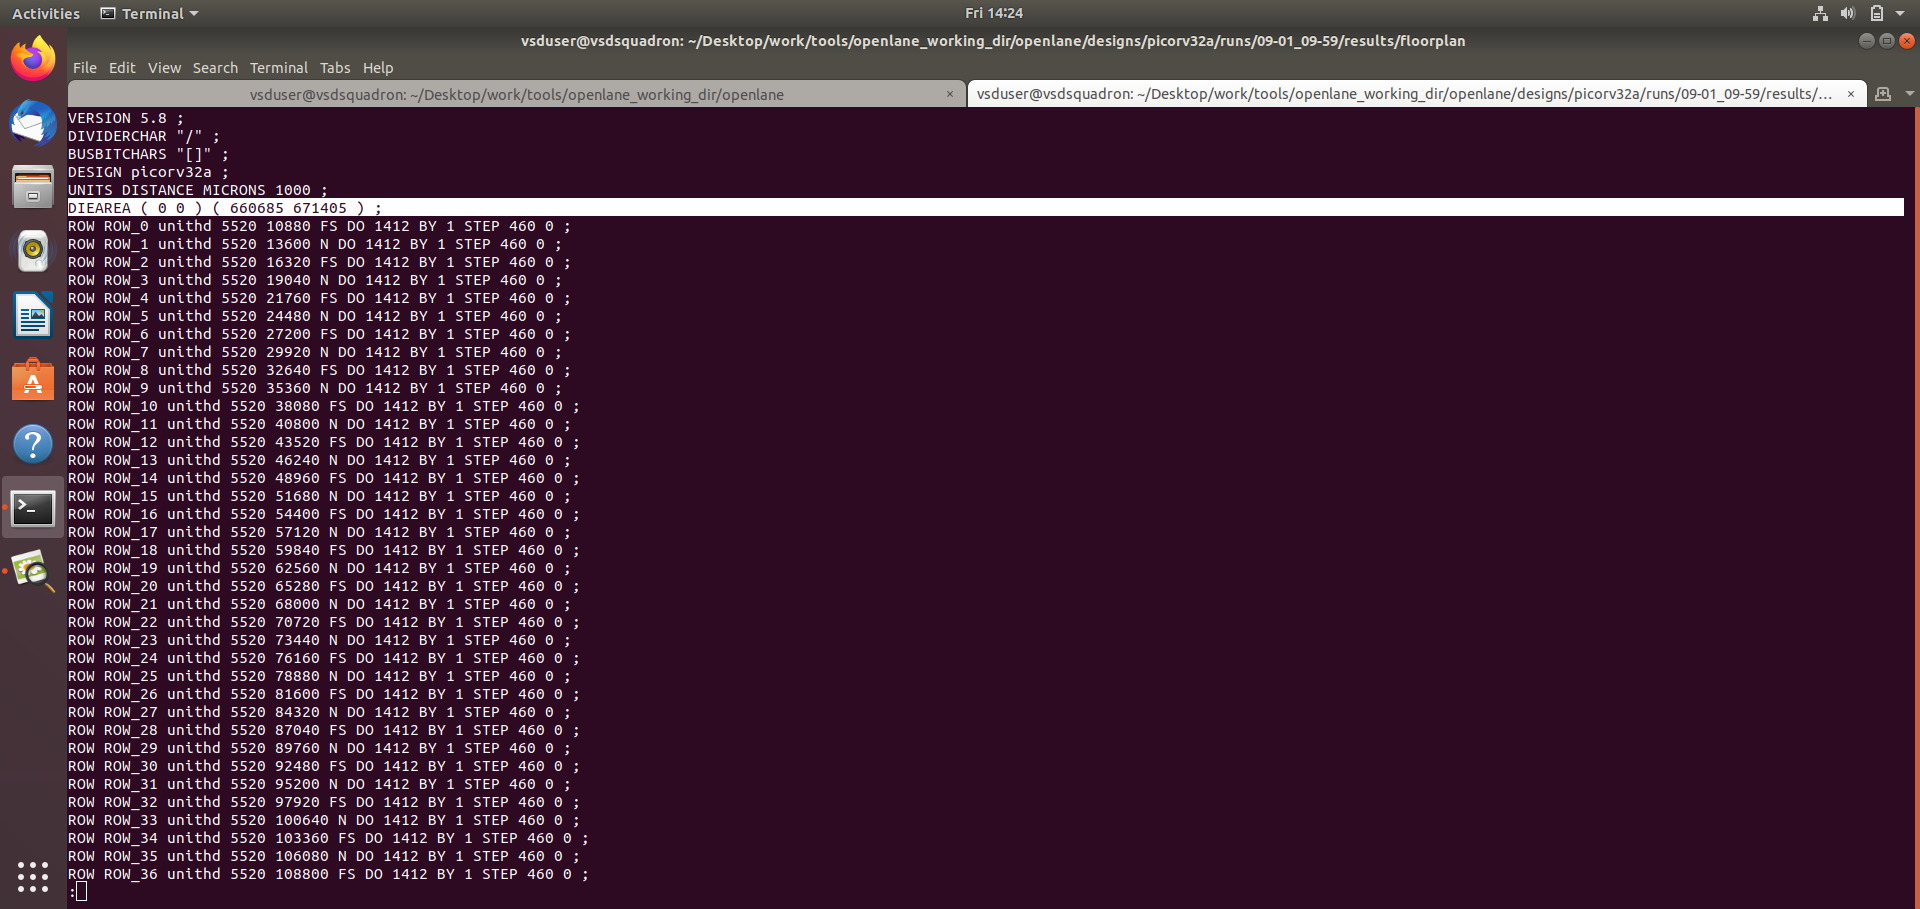 Activities
Terminal
Fri 14:24
vsduser@vsdsquadron: ~/Desktop/work/tools/openlane_working_dir/openlane/designs/picorv32a/runs/09-01_09-59/results/floorplan
File Edit View Search Terminal Tabs Help
vsduser@vsdsquadron: ~/Desktop/work/tools/openlane_working_dir/openlane ×
vsduser@vsdsquadron: ~/Desktop/work/tools/openlane_working_dir/openlane/designs/picorv32a/runs/09-01_09-59/results/... ×
VERSION 5.8 ;
DIVIDERCHAR "/" ;
BUSBITCHARS "[]" ;
DESIGN picorv32a ;
UNITS DISTANCE MICRONS 1000 ;
DIEAREA ( 0 0 ) ( 660685 671405 ) ;
ROW ROW_0 unithd 5520 10880 FS DO 1412 BY 1 STEP 460 0 ;
ROW ROW_1 unithd 5520 13600 N DO 1412 BY 1 STEP 460 0 ;
ROW ROW_2 unithd 5520 16320 FS DO 1412 BY 1 STEP 460 0 ;
ROW ROW_3 unithd 5520 19040 N DO 1412 BY 1 STEP 460 0 ;
ROW ROW_4 unithd 5520 21760 FS DO 1412 BY 1 STEP 460 0 ;
ROW ROW_5 unithd 5520 24480 N DO 1412 BY 1 STEP 460 0 ;
ROW ROW_6 unithd 5520 27200 FS DO 1412 BY 1 STEP 460 0 ;
ROW ROW_7 unithd 5520 29920 N DO 1412 BY 1 STEP 460 0 ;
ROW ROW_8 unithd 5520 32640 FS DO 1412 BY 1 STEP 460 0 ;
ROW ROW_9 unithd 5520 35360 N DO 1412 BY 1 STEP 460 0 ;
ROW ROW_10 unithd 5520 38080 FS DO 1412 BY 1 STEP 460 0 ;
ROW ROW_11 unithd 5520 40800 N DO 1412 BY 1 STEP 460 0 ;
ROW ROW_12 unithd 5520 43520 FS DO 1412 BY 1 STEP 460 0 ;
ROW ROW_13 unithd 5520 46240 N DO 1412 BY 1 STEP 460 0 ;
ROW ROW_14 unithd 5520 48960 FS DO 1412 BY 1 STEP 460 0 ;
ROW ROW_15 unithd 5520 51680 N DO 1412 BY 1 STEP 460 0 ;
ROW ROW_16 unithd 5520 54400 FS DO 1412 BY 1 STEP 460 0 ;
ROW ROW_17 unithd 5520 57120 N DO 1412 BY 1 STEP 460 0 ;
ROW ROW_18 unithd 5520 59840 FS DO 1412 BY 1 STEP 460 0 ;
ROW ROW_19 unithd 5520 62560 N DO 1412 BY 1 STEP 460 0 ;
ROW ROW_20 unithd 5520 65280 FS DO 1412 BY 1 STEP 460 0 ;
ROW ROW_21 unithd 5520 68000 N DO 1412 BY 1 STEP 460 0 ;
ROW ROW_22 unithd 5520 70720 FS DO 1412 BY 1 STEP 460 0 ;
ROW ROW_23 unithd 5520 73440 N DO 1412 BY 1 STEP 460 0 ;
ROW ROW_24 unithd 5520 76160 FS DO 1412 BY 1 STEP 460 0 ;
ROW ROW_25 unithd 5520 78880 N DO 1412 BY 1 STEP 460 0 ;
ROW ROW_26 unithd 5520 81600 FS DO 1412 BY 1 STEP 460 0 ;
ROW ROW_27 unithd 5520 84320 N DO 1412 BY 1 STEP 460 0 ;
ROW ROW_28 unithd 5520 87040 FS DO 1412 BY 1 STEP 460 0 ;
ROW ROW_29 unithd 5520 89760 N DO 1412 BY 1 STEP 460 0 ;
ROW ROW_30 unithd 5520 92480 FS DO 1412 BY 1 STEP 460 0 ;
ROW ROW_31 unithd 5520 95200 N DO 1412 BY 1 STEP 460 0 ;
ROW ROW_32 unithd 5520 97920 FS DO 1412 BY 1 STEP 460 0 ;
ROW ROW_33 unithd 5520 100640 N DO 1412 BY 1 STEP 460 0 ;
ROW ROW_34 unithd 5520 103360 FS DO 1412 BY 1 STEP 460 0 ;
ROW ROW_35 unithd 5520 106080 N DO 1412 BY 1 STEP 460 0 ;
ROW ROW_36 unithd 5520 108800 FS DO 1412 BY 1 STEP 460 0 ;
: